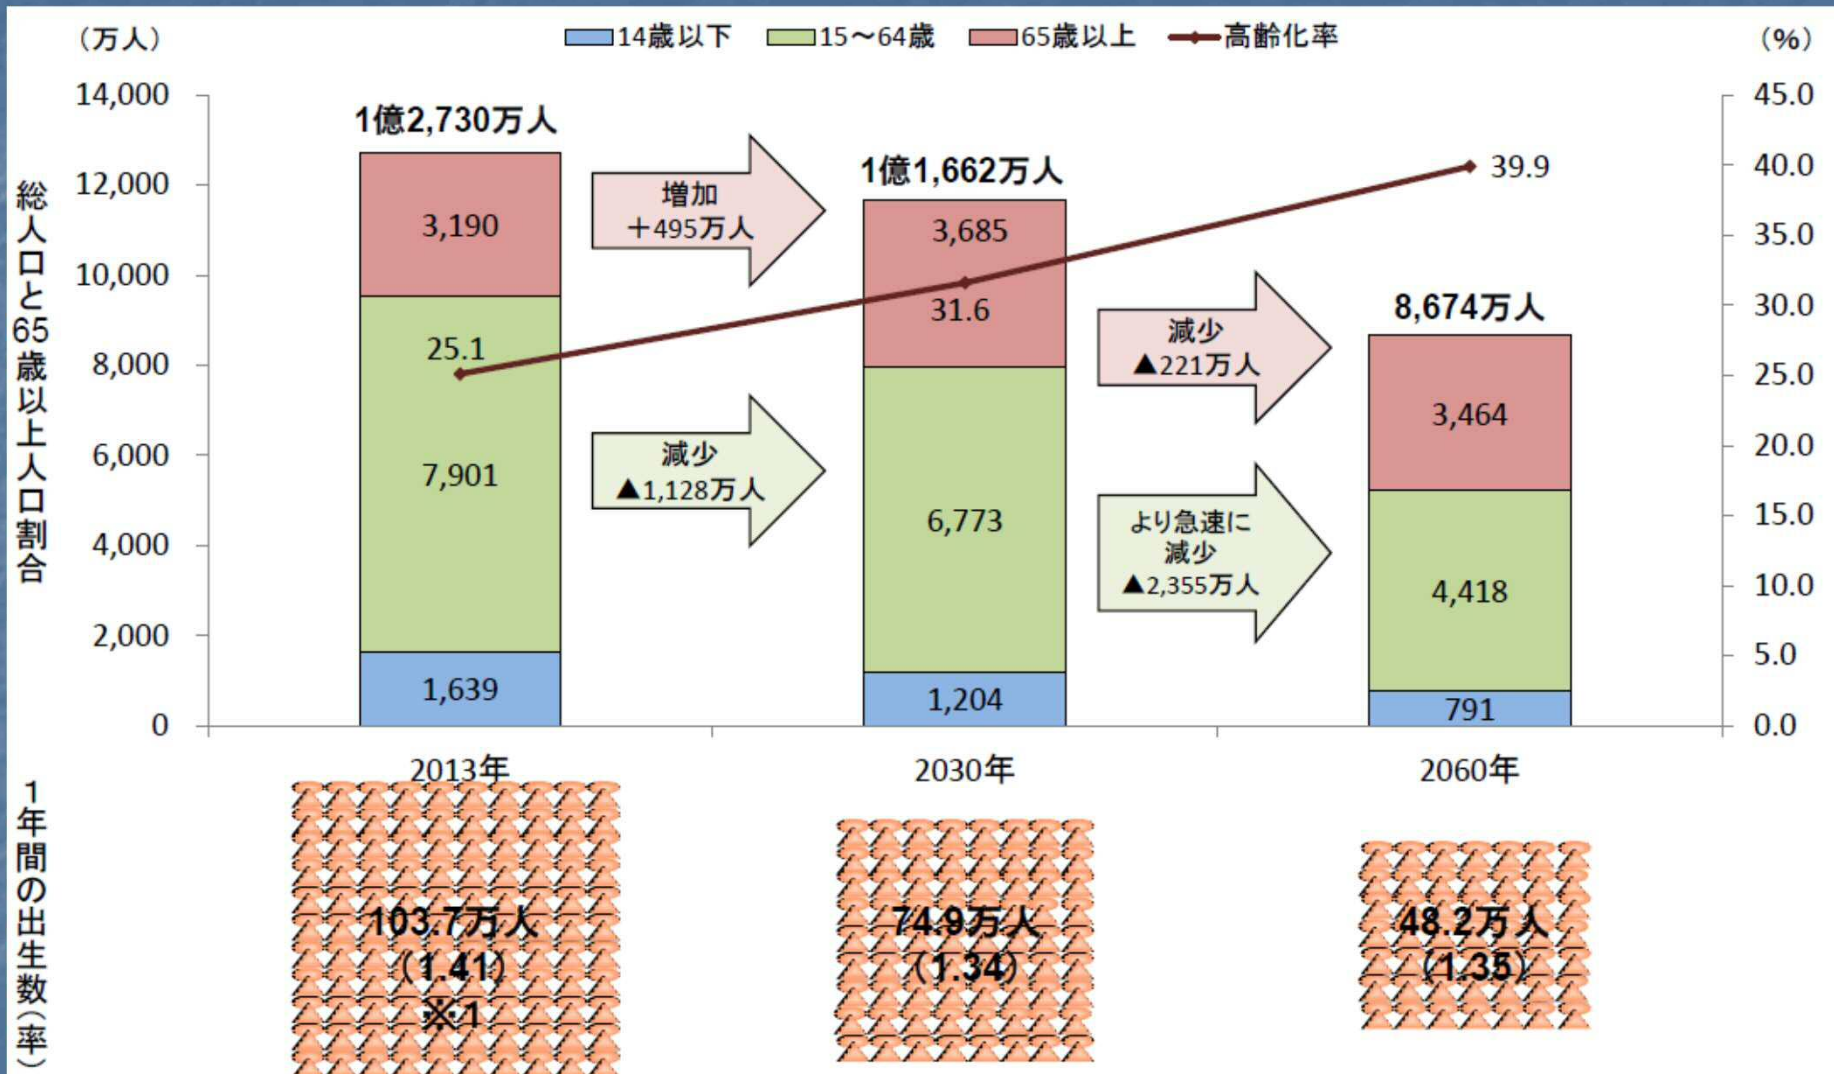 （万人）
14歳以下 15～64歳 65歳以上 高齢化率
（%）
総人口と65歳以上人口割合
14,000
12,000
10,000
8,000
6,000
4,000
2,000
0
45.0
40.0
35.0
30.0
25.0
20.0
15.0
10.0
5.0
0.0
1億2,730万人
3,190
25.1
7,901
1,639
増加
＋495万人
減少
▲1,128万人
1億1,662万人
3,685
31.6
6,773
1,204
減少
▲221万人
より急速に
減少
▲2,355万人
39.9
8,674万人
3,464
4,418
791
2013年 2030年 2060年
1年間の出生数（率）
103.7万人
（1.41）
※1
74.9万人
（1.34）
48.2万人
（1.35）